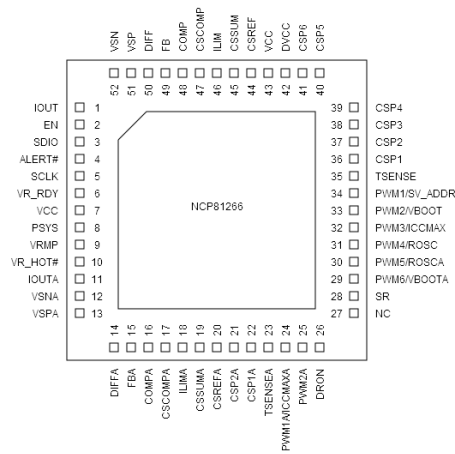 VSN
VSP
DIFF
FB
COMP
CSCOMP
ILIM
CSSUM
CSREF
VCC
DVCC
CSP6
CSP5
52
51
50
49
48
47
46
45
44
43
42
41
40
IOUT 1
EN 2
SDIO 3
ALERT# 4
SCLK 5
VR_RDY 6
VCC 7
PSYS 8
VRMP 9
VR_HOT# 10
IOUTA 11
VSNA 12
VSPA 13
NCP81266
39 CSP4
38 CSP3
37 CSP2
36 CSP1
35 TSENSE
34 PWM1/SV_ADDR
33 PWM2/VBOOT
32 PWM3/ICCMAX
31 PWM4/ROSC
30 PWM5/ROSCA
29 PWM6/VBOOTA
28 SR
27 NC
14
15
16
17
18
19
20
21
22
23
24
25
26
DIFFA
FBA
COMPA
CSCOMPA
ILIMA
CSSUMA
CSREFA
CSP2A
CSP1A
TSENSEA
PWM1A/ICCMAXA
PWM2A
DRON